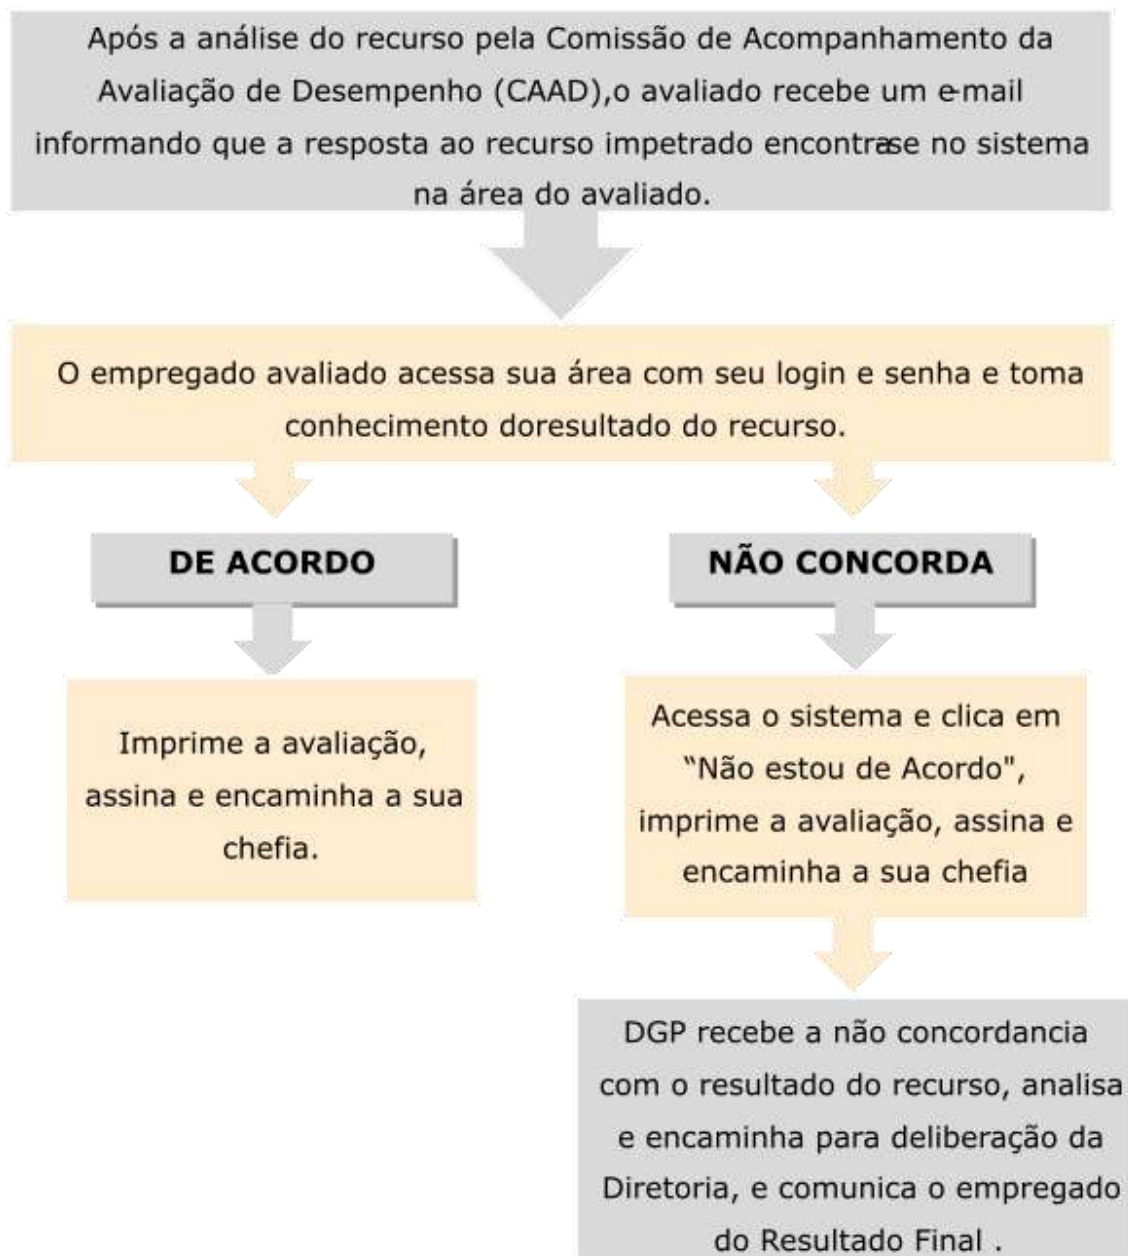 Após a análise do recurso pela Comissão de Acompanhamento da
Avaliação de Desempenho (CAAD),o avaliado recebe um e-mail
informando que a resposta ao recurso impetrado encontra-se no sistema
na área do avaliado.
O empregado avaliado acessa sua área com seu login e senha e toma
conhecimento doresultado do recurso.
DE ACORDO
Imprime a avaliação,
assina e encaminha a sua
chefia.
NÃO CONCORDA
Acessa o sistema e clica em
“Não estou de Acordo",
imprime a avaliação, assina e
encaminha a sua chefia
DGP recebe a não concordancia
com o resultado do recurso, analisa
e encaminha para deliberação da
Diretoria, e comunica o empregado
do Resultado Final .